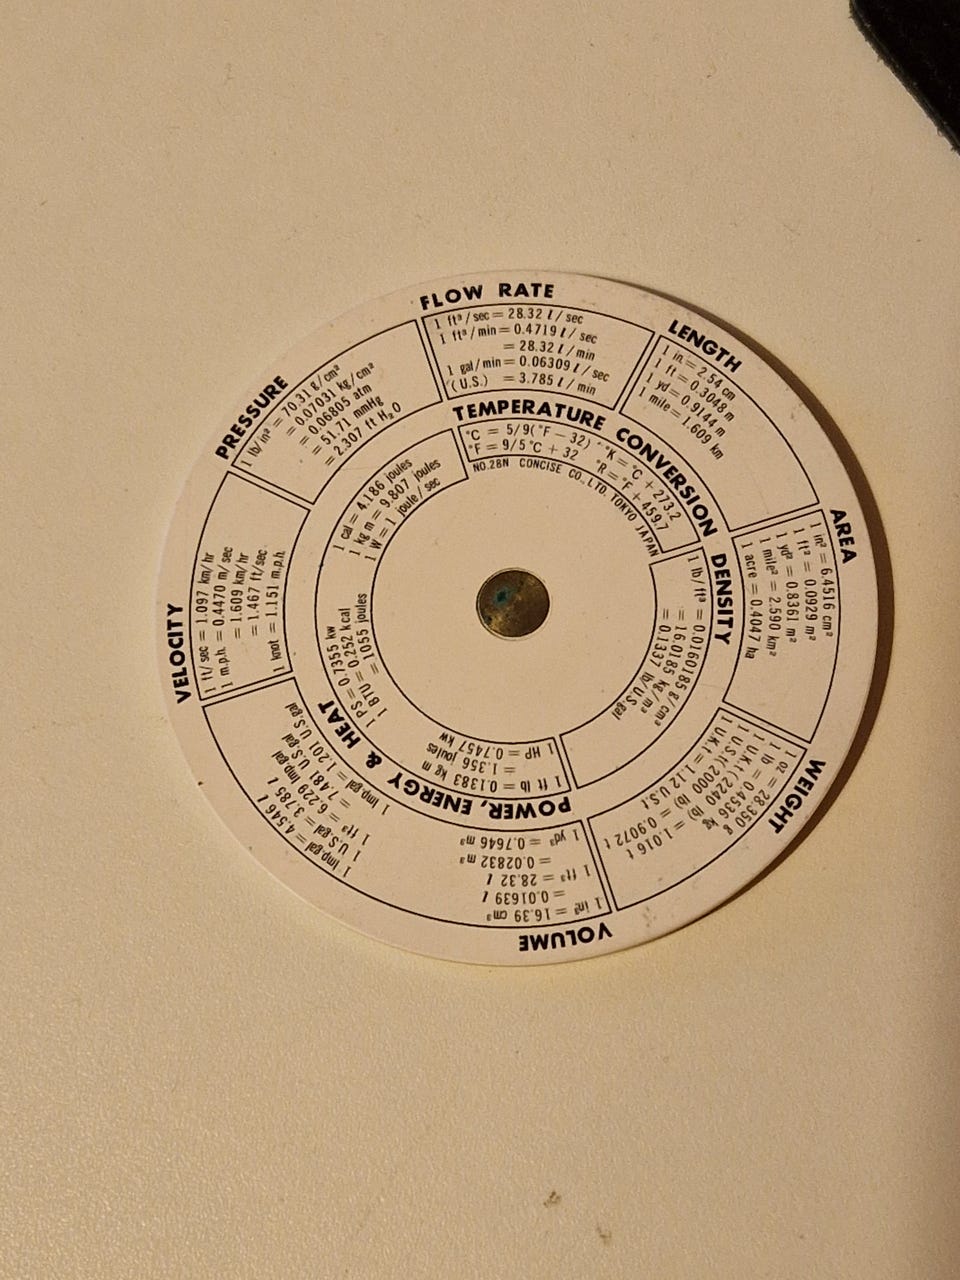 FLOW RATE
1 ft³/sec = 28.32 ℓ/sec
1 ft³/min = 0.4719 ℓ/sec
= 28.32 ℓ/min
1 gal/min = 0.06309 ℓ/sec
(U.S.) = 3.785 ℓ/min
LENGTH
1 in = 2.54 cm
1 ft = 0.3048 m
1 yd = 0.9144 m
1 mile = 1.609 km
AREA
1 in² = 6.4516 cm²
1 ft² = 0.0929 m²
1 yd² = 0.8361 m²
1 mile² = 2.590 km²
1 acre = 0.4047 ha
WEIGHT
1 oz = 28.350 g
1 lb = 0.4536 kg
1 U.K.t (2240 lb) = 1.016 t
1 U.S.t (2000 lb) = 0.9072 t
1 U.K.t = 1.12 U.S.t
VOLUME
1 in³ = 16.39 cm³
= 0.01639 ℓ
1 ft³ = 28.32 ℓ
= 0.02832 m³
1 yd³ = 0.7646 m³
1 Imp.gal = 4.546 ℓ
1 U.S.gal = 3.785 ℓ
1 ft³ = 6.229 Imp.gal
= 7.481 U.S.gal
1 Imp.gal = 1.201 U.S.gal
VELOCITY
1 ft/sec = 1.097 km/hr
1 m.p.h. = 0.4470 m/sec
= 1.609 km/hr
= 1.467 ft/sec
1 knot = 1.151 m.p.h.
PRESSURE
1 lb/in² = 70.31 g/cm²
= 0.07031 kg/cm²
= 0.06805 atm
= 51.71 mmHg
= 2.307 ft H₂O
TEMPERATURE CONVERSION
°C = 5/9(°F − 32) °K = °C + 273.2
°F = 9/5°C + 32 °R = °F + 459.7
NO.28N CONCISE CO., LTD. TOKYO JAPAN
DENSITY
1 lb/ft³ = 0.0160185 g/cm³
= 16.0185 kg/m³
= 0.1337 lb/U.S.gal
POWER, ENERGY & HEAT
1 ft lb = 0.1383 kg m
= 1.356 joules
1 HP = 0.7457 kw
1 PS = 0.7355 kw
1 BTU = 0.252 kcal
= 1055 joules
1 cal = 4.186 joules
1 kg m = 9.807 joules
1 W = 1 joule/sec